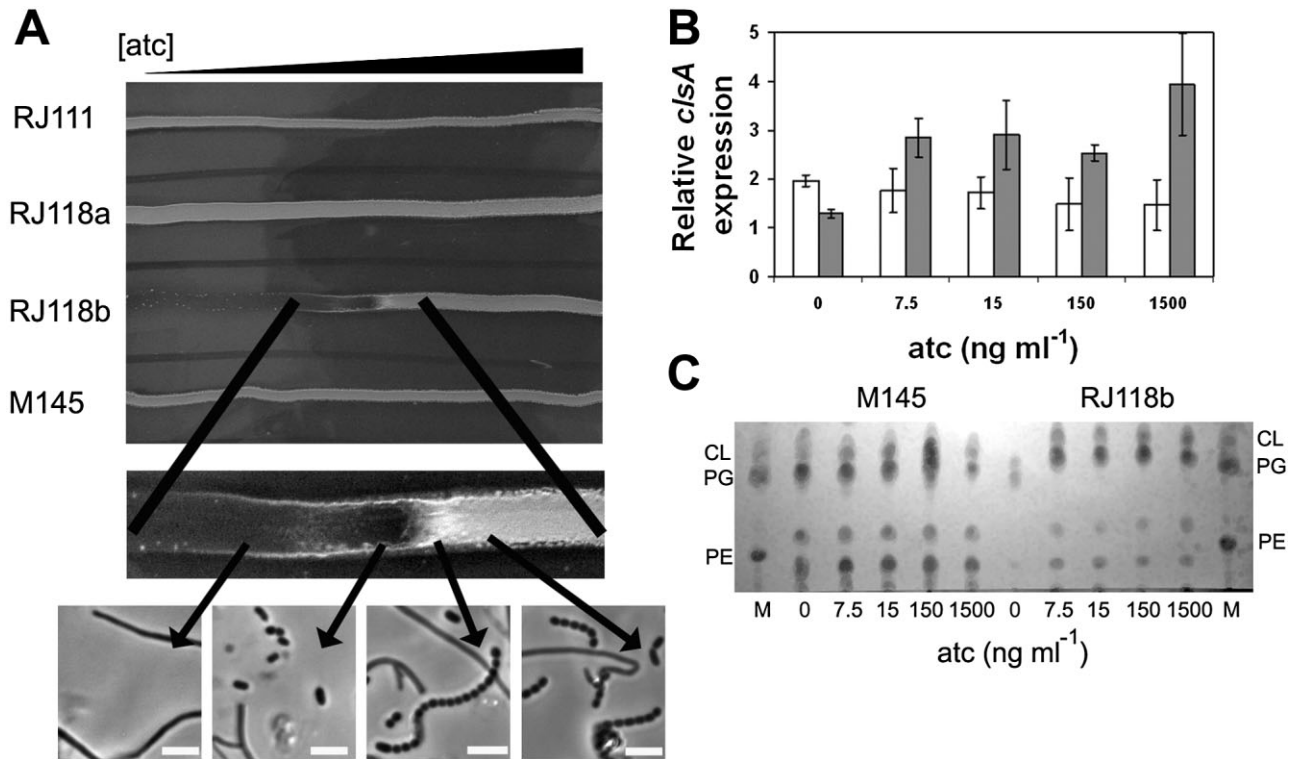 A
[atc]
RJ111
RJ118a
RJ118b
M145
B
Relative clsA
expression
5
4
3
2
1
0
0 7.5 15 150 1500
atc (ng ml-1)
C
M145 RJ118b
CL CL
PG PG
PE PE
M 0 7.5 15 150 1500 0 7.5 15 150 1500 M
atc (ng ml-1)